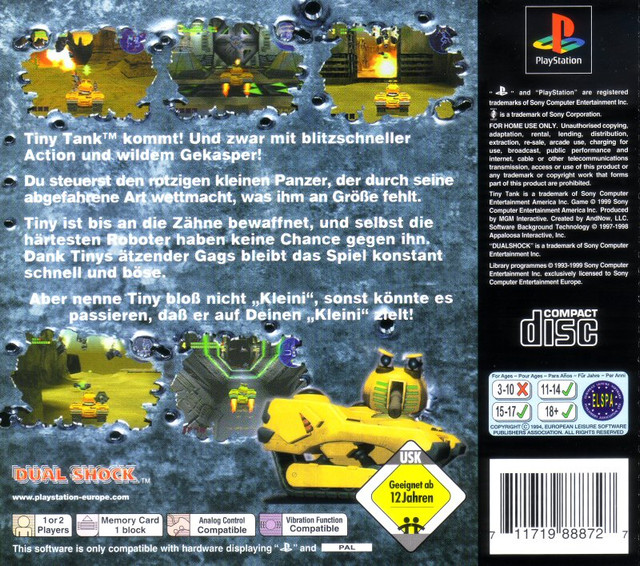 Tiny Tank™ kommt! Und zwar mit blitzschneller
Action und wildem Gekasper!
Du steuerst den rotzigen kleinen Panzer, der durch seine
abgefahrene Art wettmacht, was ihm an Größe fehlt.
Tiny ist bis an die Zähne bewaffnet, und selbst die
härtesten Roboter haben keine Chance gegen ihn.
Dank Tinys ätzender Gags bleibt das Spiel konstant
schnell und böse.
Aber nenne Tiny bloß nicht „Kleini“, sonst könnte es
passieren, daß er auf Deinen „Kleini“ zielt!
DUAL SHOCK™
www.playstation-europe.com
1 or 2
Players
Memory Card
1 block
Analog Control
Compatible
Vibration Function
Compatible
This software is only compatible with hardware displaying " " and PAL
USK
Geeignet ab
12 Jahren
PlayStation
" " and "PlayStation" are registered
trademarks of Sony Computer Entertainment Inc.
is a trademark of Sony Corporation.
FOR HOME USE ONLY. Unauthorised copying,
adaptation, rental, lending, distribution,
extraction, re-sale, arcade use, charging for
use, broadcast, public performance and
internet, cable or other telecommunications
transmission, access or use of this product or
any trademark or copyright work that forms
part of this product are prohibited.
Tiny Tank is a trademark of Sony Computer
Entertainment America Inc. Game © 1999 Sony
Computer Entertainment America Inc. Produced
by MGM Interactive. Created by AndNow, LLC.
Software Background Technology © 1997-1998
Appaloosa Interactive, Inc.
"DUALSHOCK" is a trademark of Sony Computer
Entertainment Inc.
Library programmes © 1993-1999 Sony Computer
Entertainment Inc. exclusively licensed to Sony
Computer Entertainment Europe.
COMPACT
disc
For Ages - Pour Ages - Para Años - Für Jahre - Par Anni
3-10
11-14
15-17
18+
ELSPA
COPYRIGHT © 1994, EUROPEAN LEISURE SOFTWARE
PUBLISHERS ASSOCIATION. ALL RIGHTS RESERVED
7 11719 88872 7